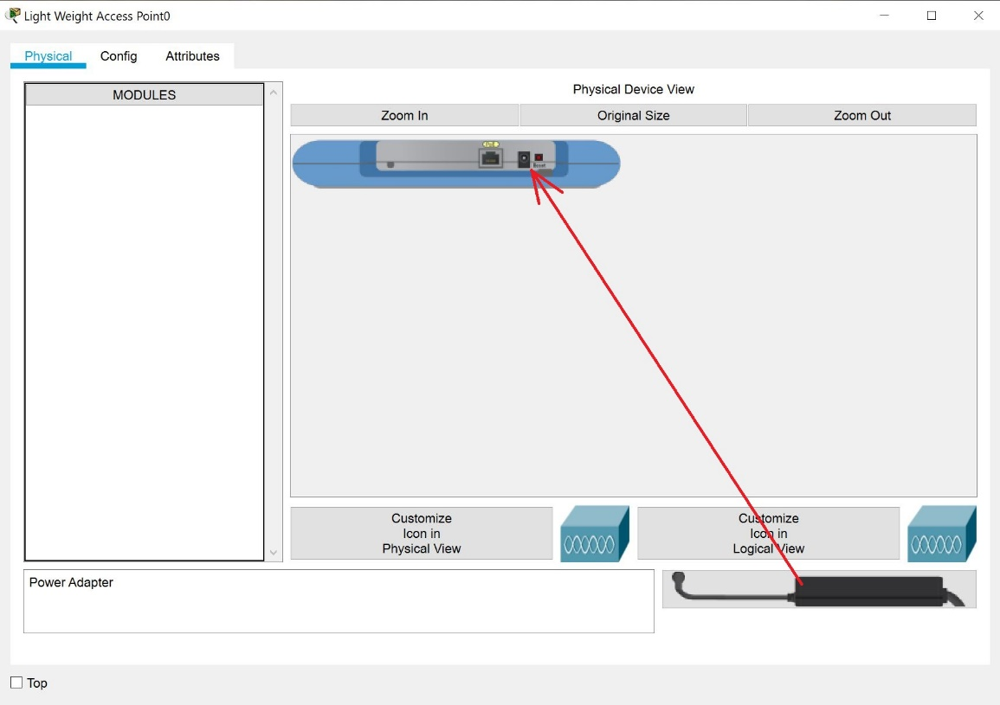 Light Weight Access Point0
Physical
Config
Attributes
MODULES
Physical Device View
Zoom In
Original Size
Zoom Out
PoE
Reset
Customize
Icon in
Physical View
Customize
Icon in
Logical View
Power Adapter
Top